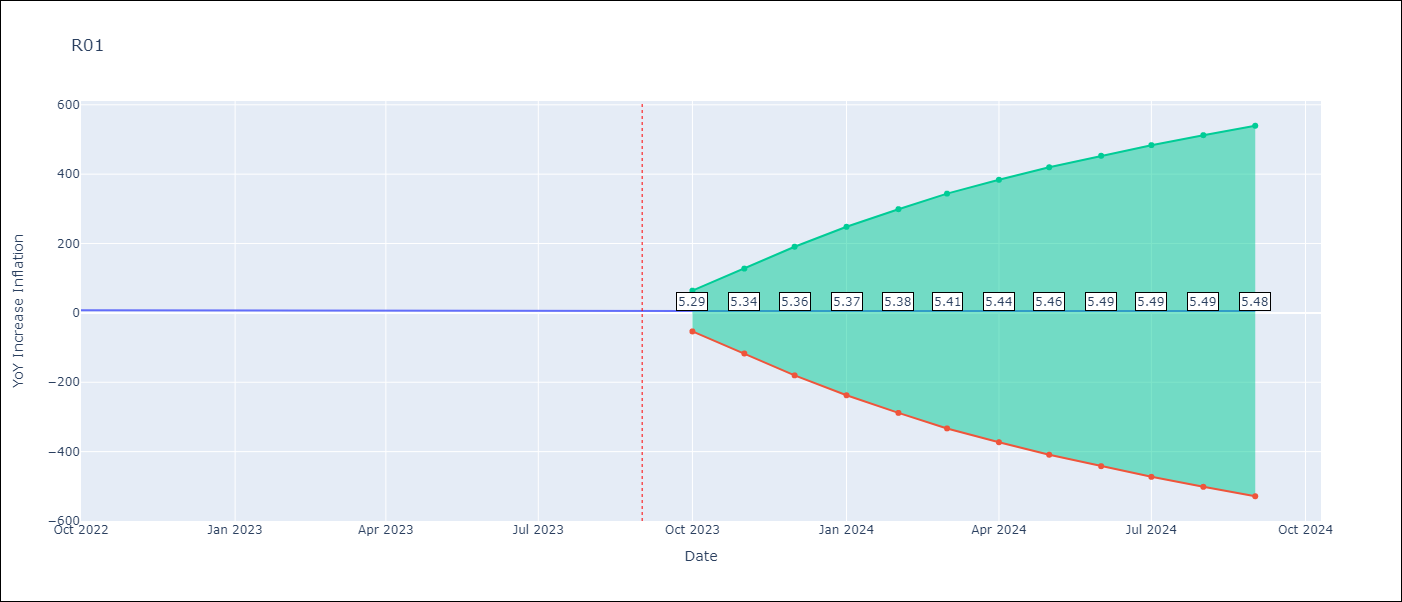 R01
YoY Increase Inflation
600
400
200
0
−200
−400
−600
5.29 5.34 5.36 5.37 5.38 5.41 5.44 5.46 5.49 5.49 5.49 5.48
Oct 2022 Jan 2023 Apr 2023 Jul 2023 Oct 2023 Jan 2024 Apr 2024 Jul 2024 Oct 2024
Date